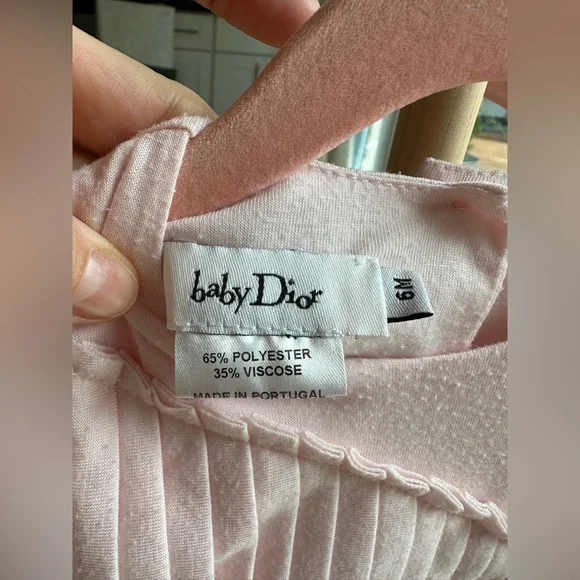 baby Dior
6M
65% POLYESTER
35% VISCOSE
MADE IN PORTUGAL